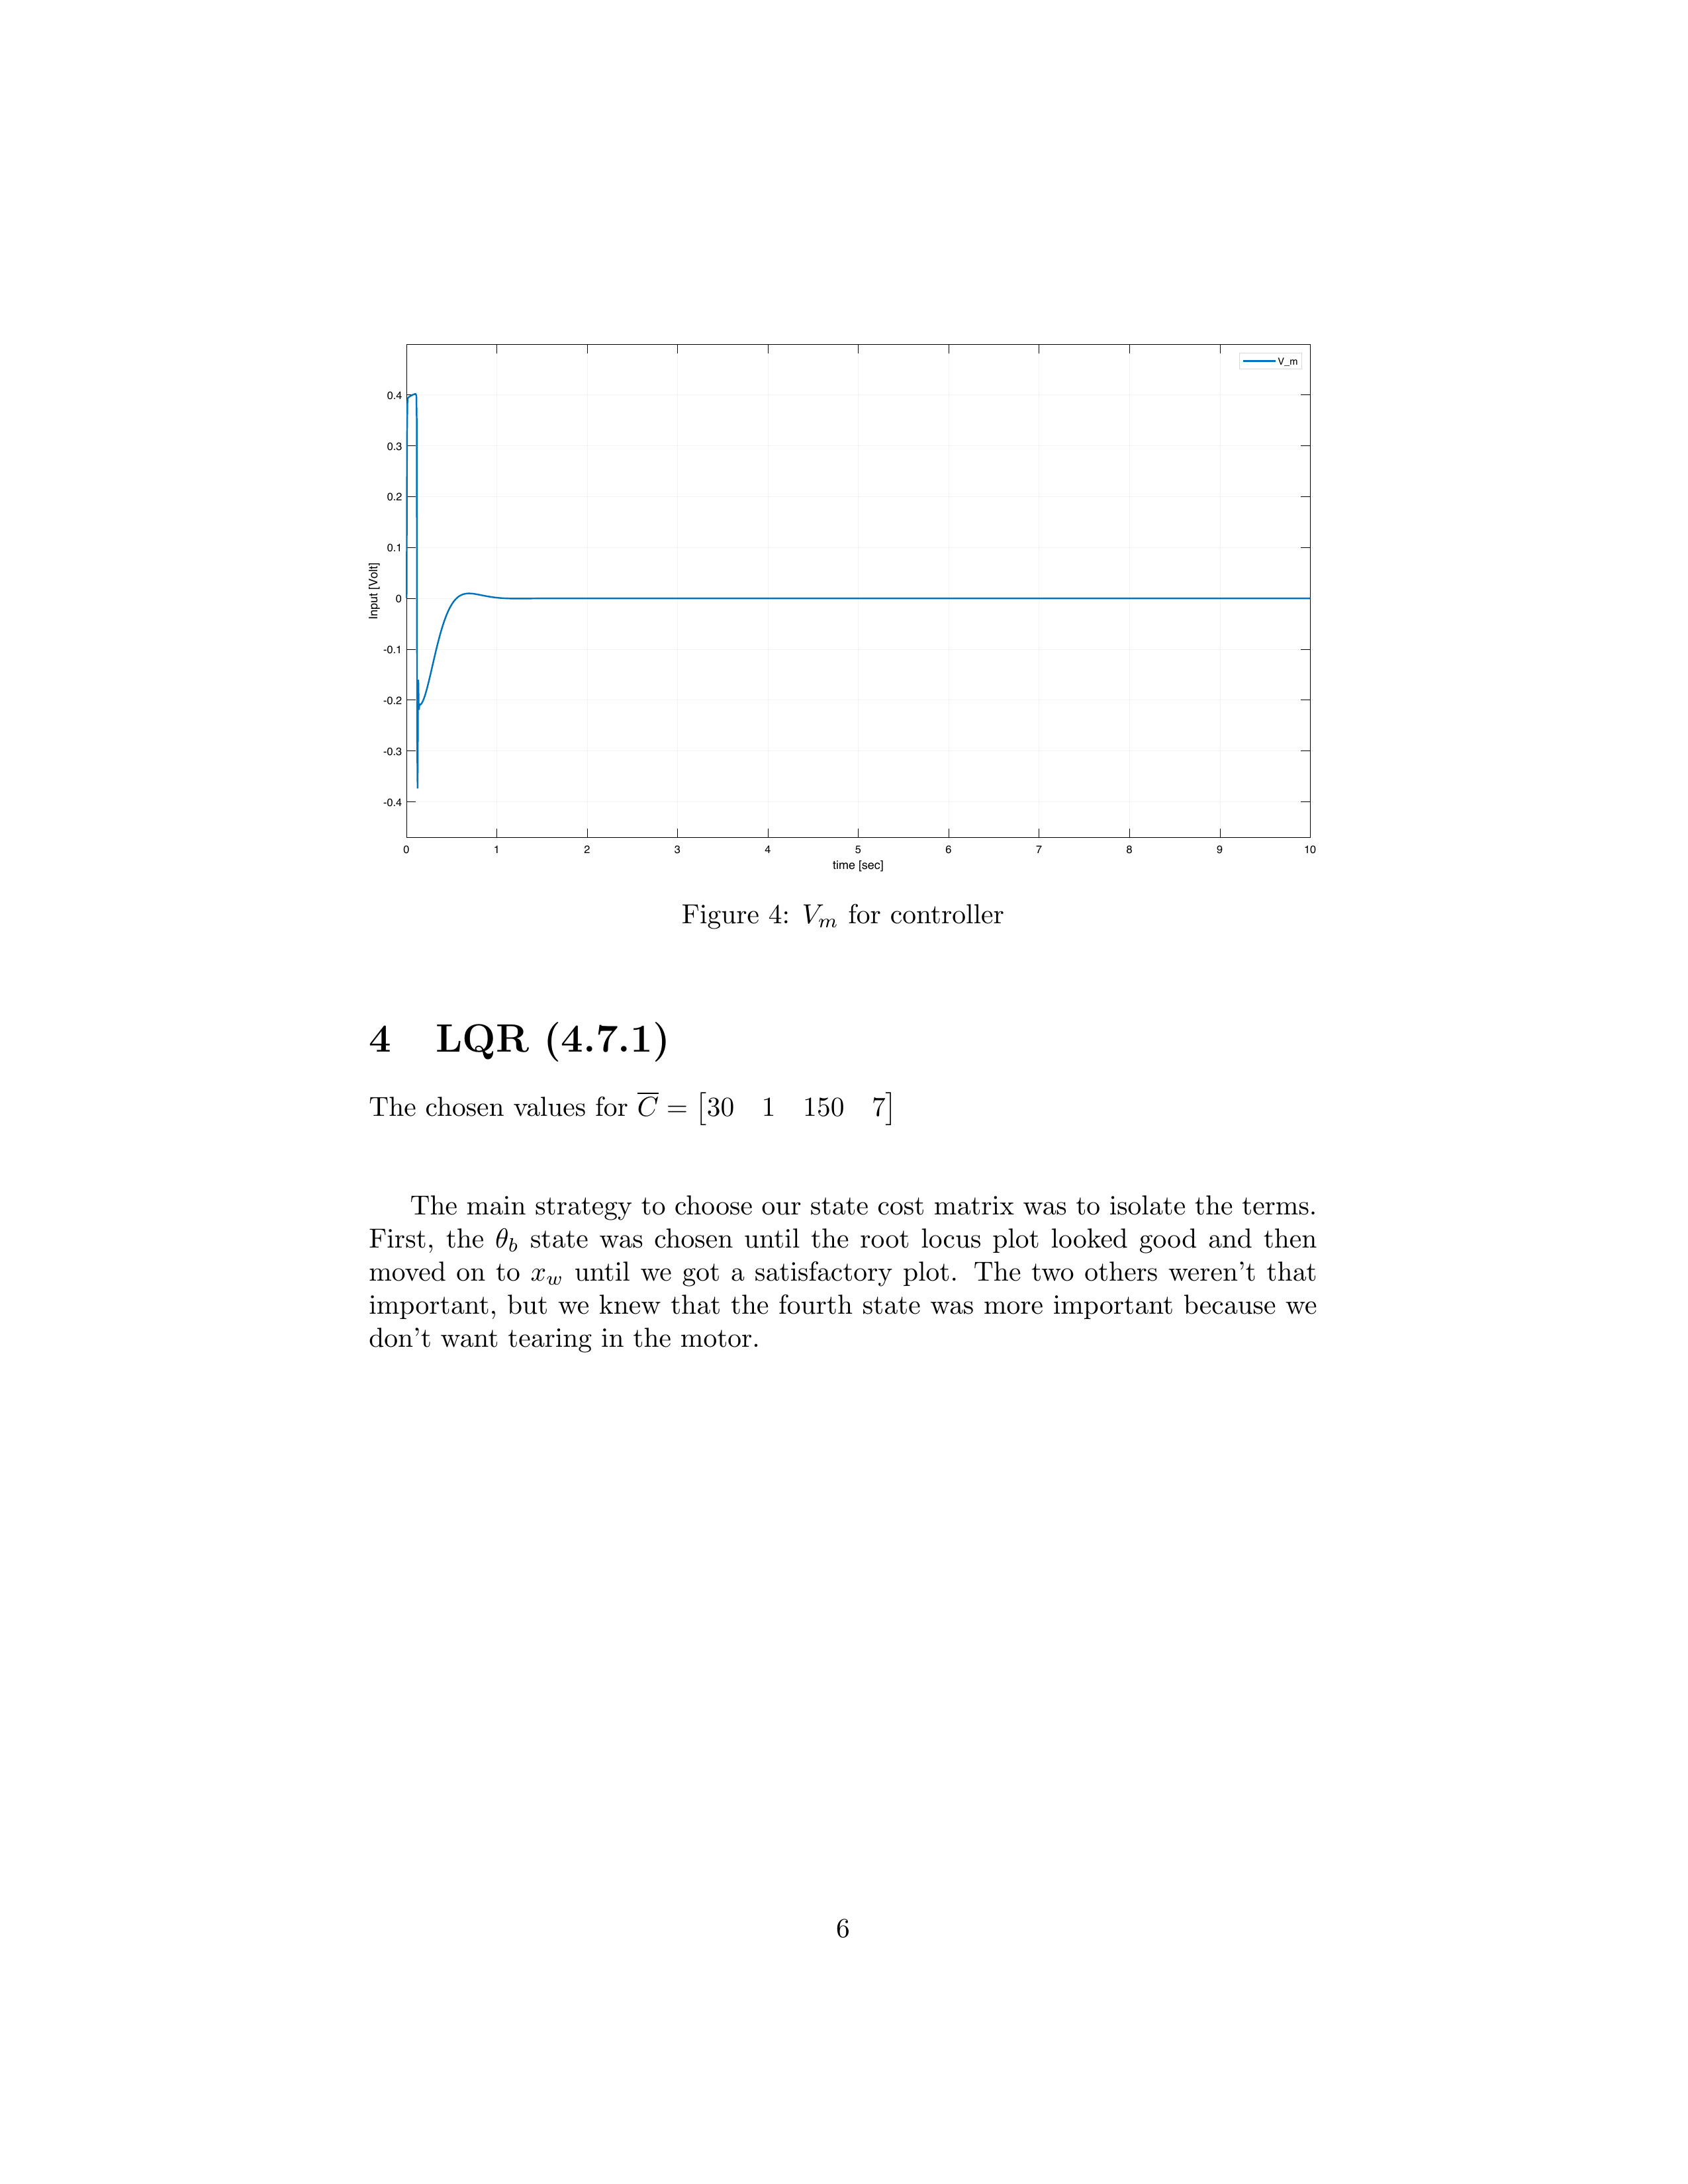 V_m
0.4
0.3
0.2
0.1
0
-0.1
-0.2
-0.3
-0.4
Input [Volt]
0 1 2 3 4 5 6 7 8 9 10
time [sec]
Figure 4: Vₘ for controller
4 LQR (4.7.1)
The chosen values for C̅ = [30 1 150 7]
The main strategy to choose our state cost matrix was to isolate the terms.
First, the θ_b state was chosen until the root locus plot looked good and then
moved on to x_w until we got a satisfactory plot. The two others weren't that
important, but we knew that the fourth state was more important because we
don't want tearing in the motor.
6